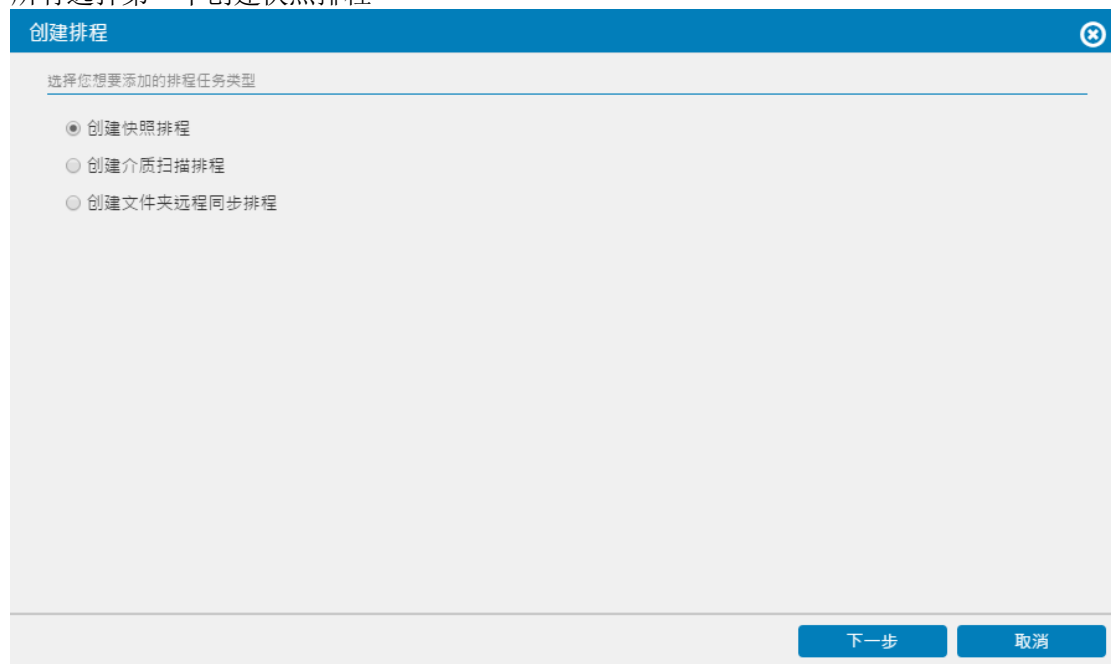 创建排程
选择您想要添加的排程任务类型
创建快照排程
创建介质扫描排程
创建文件夹远程同步排程
下一步 取消